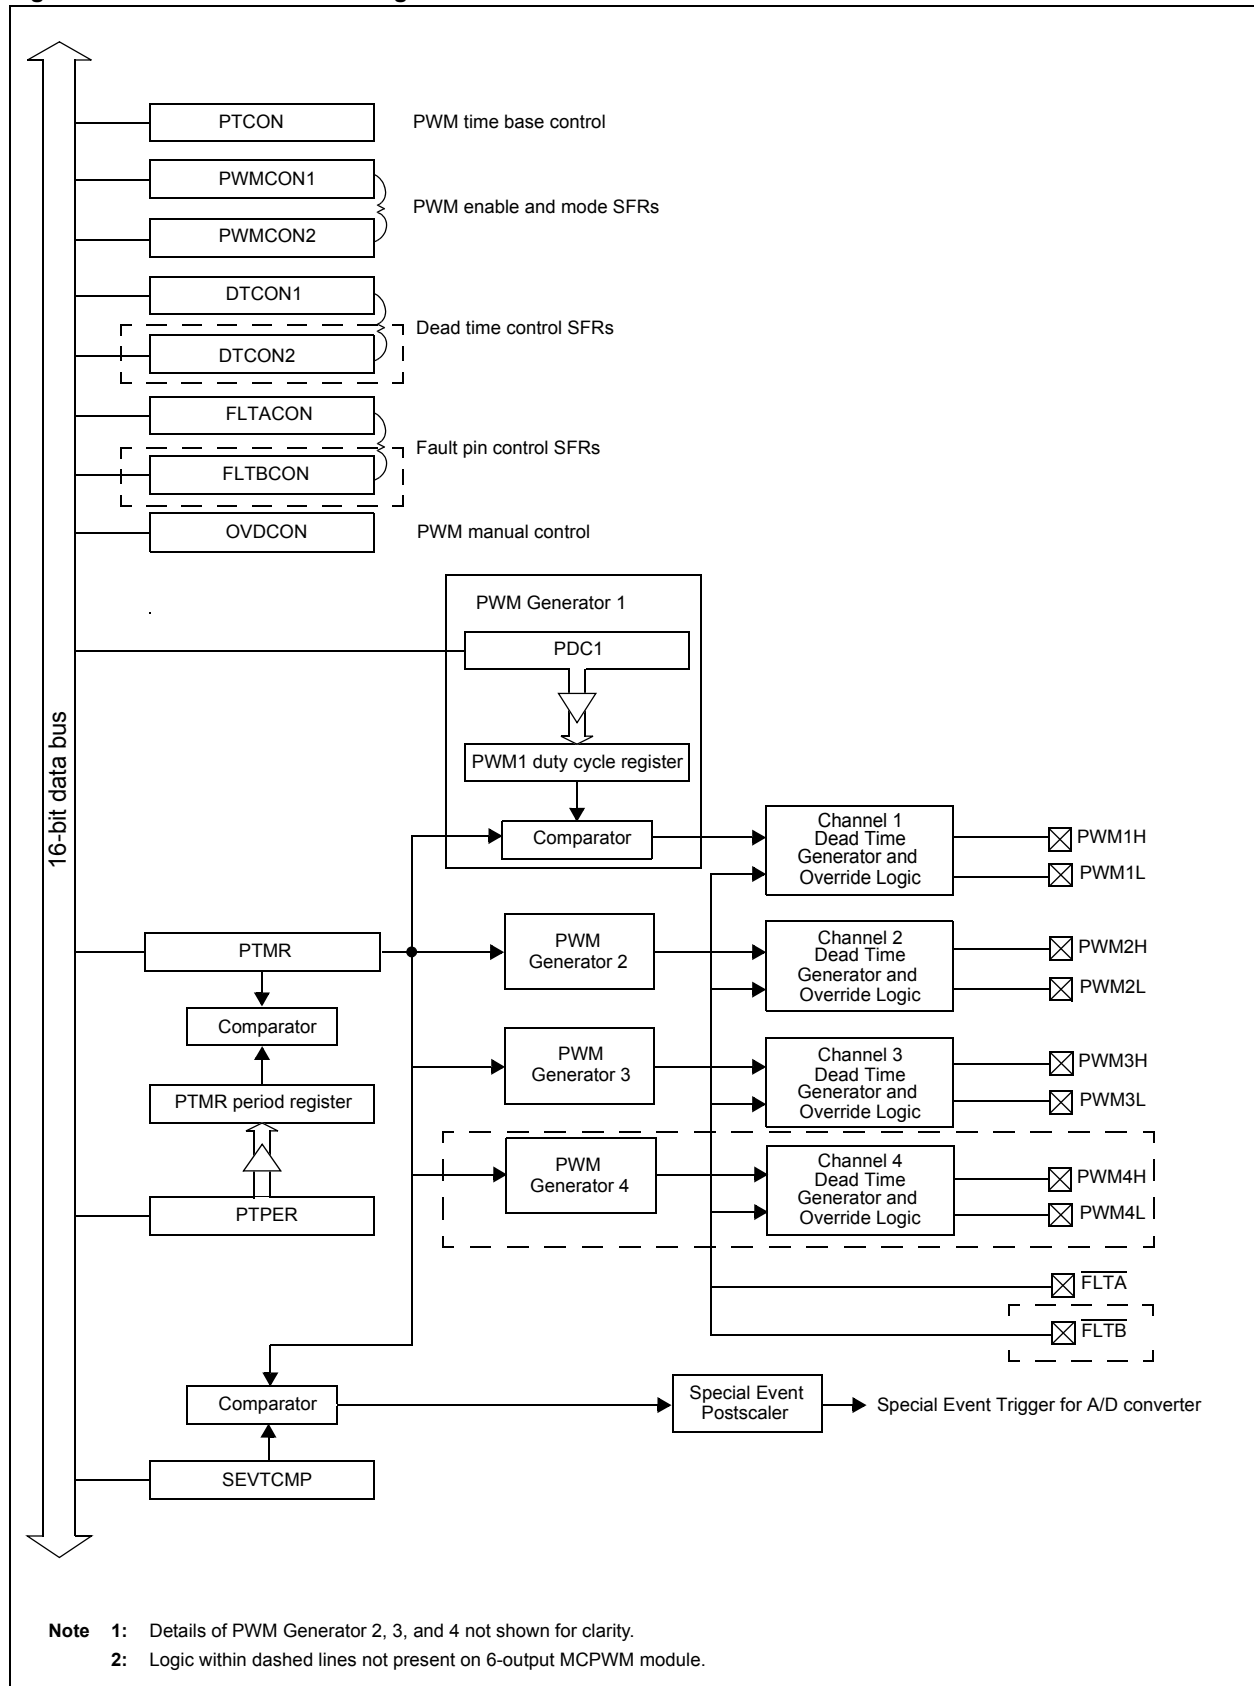 PTCON PWM time base control
PWMCON1
PWM enable and mode SFRs
PWMCON2
DTCON1
Dead time control SFRs
DTCON2
FLTACON
Fault pin control SFRs
FLTBCON
OVDCON PWM manual control
PWM Generator 1
PDC1
16-bit data bus
PWM1 duty cycle register
Comparator
Channel 1
Dead Time
Generator and
Override Logic
PWM1H
PWM1L
PTMR
PWM
Generator 2
Channel 2
Dead Time
Generator and
Override Logic
PWM2H
PWM2L
Comparator
PTMR period register
PWM
Generator 3
Channel 3
Dead Time
Generator and
Override Logic
PWM3H
PWM3L
PTPER
PWM
Generator 4
Channel 4
Dead Time
Generator and
Override Logic
PWM4H
PWM4L
FLTA
FLTB
Comparator
Special Event
Postscaler
Special Event Trigger for A/D converter
SEVTCMP
Note 1: Details of PWM Generator 2, 3, and 4 not shown for clarity.
2: Logic within dashed lines not present on 6-output MCPWM module.